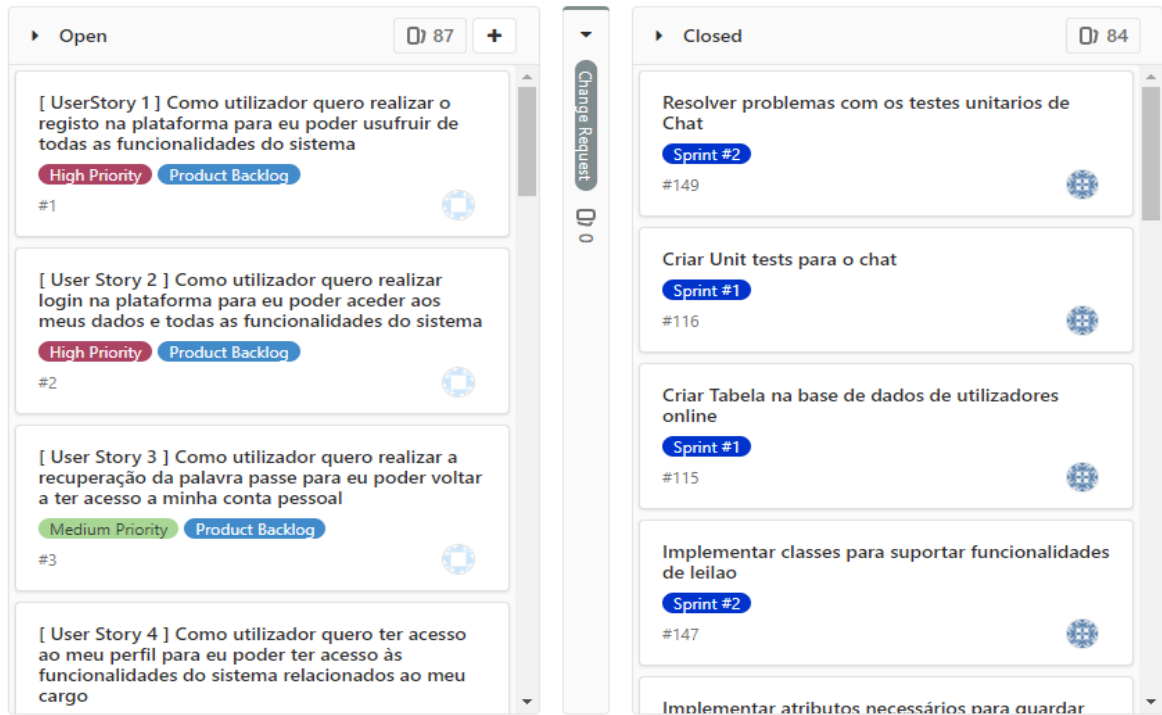 Open
87
[ UserStory 1 ] Como utilizador quero realizar o
registo na plataforma para eu poder usufruir de
todas as funcionalidades do sistema
High Priority Product Backlog
#1
[ User Story 2 ] Como utilizador quero realizar
login na plataforma para eu poder aceder aos
meus dados e todas as funcionalidades do sistema
High Priority Product Backlog
#2
[ User Story 3 ] Como utilizador quero realizar a
recuperação da palavra passe para eu poder voltar
a ter acesso a minha conta pessoal
Medium Priority Product Backlog
#3
[ User Story 4 ] Como utilizador quero ter acesso
ao meu perfil para eu poder ter acesso às
funcionalidades do sistema relacionados ao meu
cargo
Change Request
0
Closed
84
Resolver problemas com os testes unitarios de
Chat
Sprint #2
#149
Criar Unit tests para o chat
Sprint #1
#116
Criar Tabela na base de dados de utilizadores
online
Sprint #1
#115
Implementar classes para suportar funcionalidades
de leilao
Sprint #2
#147
Implementar atributos necessários para guardar